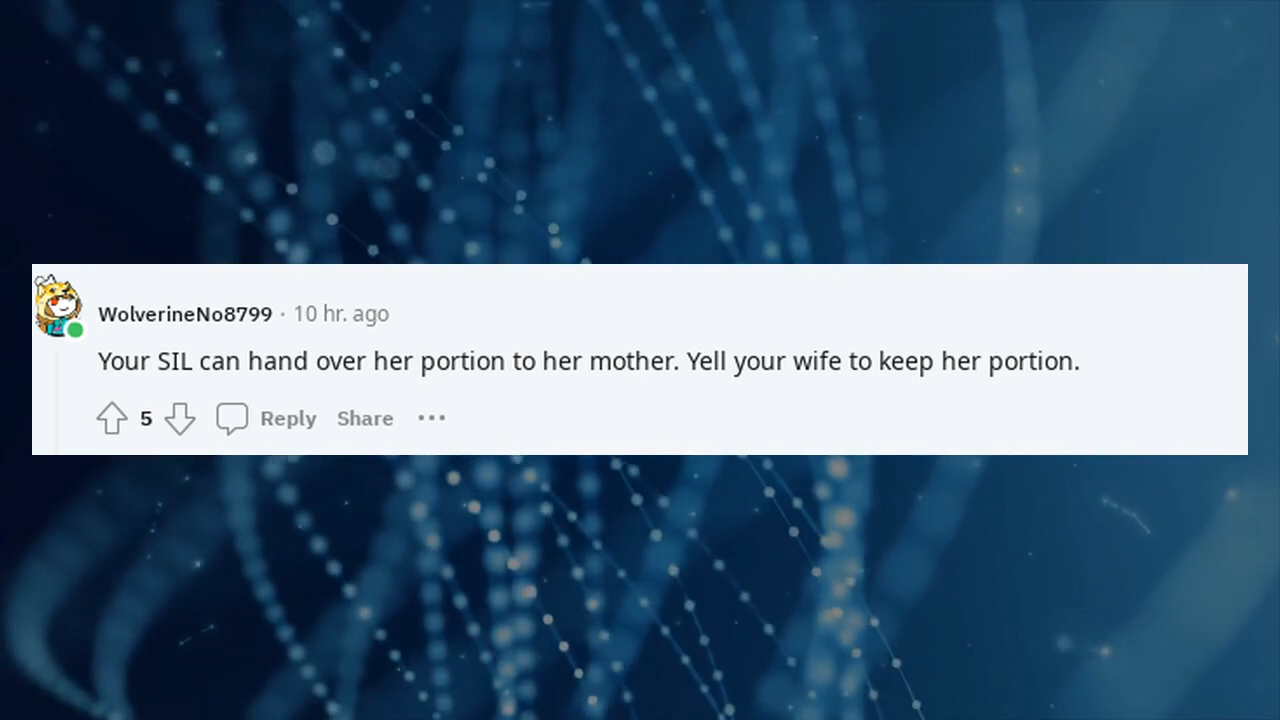 WolverineNo8799 · 10 hr. ago
Your SIL can hand over her portion to her mother. Yell your wife to keep her portion.
5 Reply Share ···